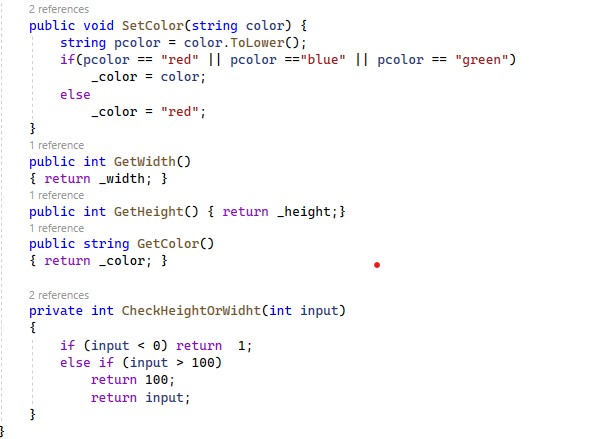 2 references
public void SetColor(string color) {
string pcolor = color.ToLower();
if(pcolor == "red" || pcolor =="blue" || pcolor == "green")
_color = color;
else
_color = "red";
}
1 reference
public int GetWidth()
{ return _width; }
1 reference
public int GetHeight() { return _height;}
1 reference
public string GetColor()
{ return _color; }
2 references
private int CheckHeightOrWidht(int input)
{
if (input < 0) return  1;
else if (input > 100)
return 100;
return input;
}
}